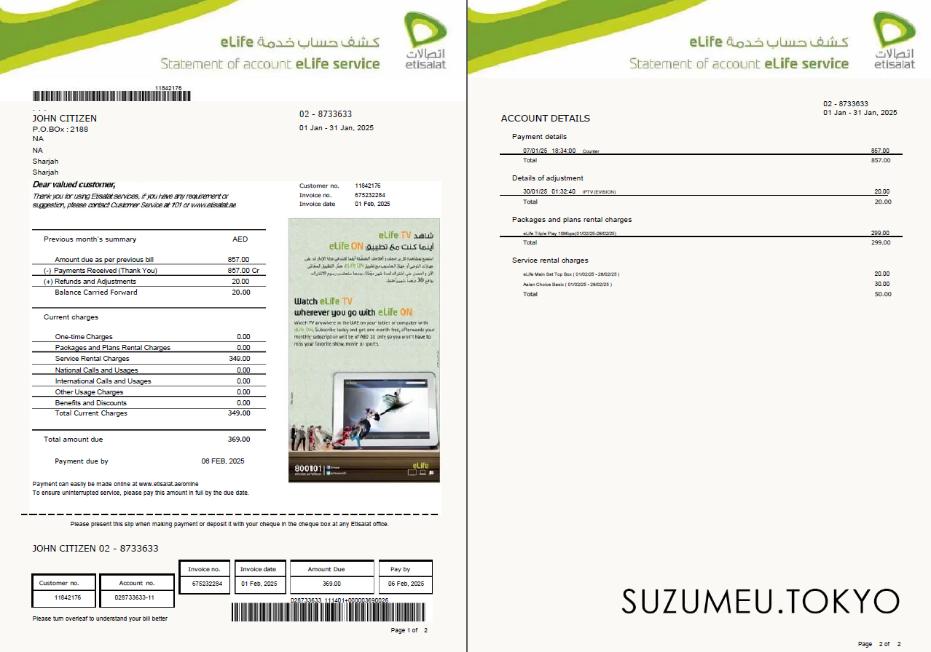 eLife كشف حساب خدمة
Statement of account eLife service
اتصالات
etisalat
11842176
JOHN CITIZEN
P.O.BOx : 2188
NA
NA
Sharjah
Sharjah
02 - 8733633
01 Jan - 31 Jan, 2025
Dear valued customer,
Thank you for using Etisalat services, if you have any requirement or
suggestion, please contact Customer Service at 101 or www.etisalat.ae
Customer no. 11842176
Invoice no. 675232284
Invoice date 01 Feb, 2025
Previous month's summary AED
Amount due as per previous bill 857.00
(-) Payments Received (Thank You) 857.00 Cr
(+) Refunds and Adjustments 20.00
Balance Carried Forward 20.00
Current charges
One-time Charges 0.00
Packages and Plans Rental Charges 0.00
Service Rental Charges 349.00
National Calls and Usages 0.00
International Calls and Usages 0.00
Other Usage Charges 0.00
Benefits and Discounts 0.00
Total Current Charges 349.00
Total amount due 369.00
Payment due by 06 FEB, 2025
Payment can easily be made online at www.etisalat.aeronline
To ensure uninterrupted service, please pay this amount in full by the due date.
شاهد eLife TV
أينما كنت مع تطبيق eLife ON
Watch eLife TV
wherever you go with eLife ON
800101
eLife
Please present this slip when making payment or deposit it with your cheque in the cheque box at any Etisalat office.
JOHN CITIZEN 02 - 8733633
Customer no. Account no. Invoice no. Invoice date Amount Due Pay by
11842176 028733633-11 675232284 01 Feb, 2025 369.00 06 Feb, 2025
Please turn overleaf to understand your bill better
Page 1 of 2
eLife كشف حساب خدمة
Statement of account eLife service
اتصالات
etisalat
02 - 8733633
01 Jan - 31 Jan, 2025
ACCOUNT DETAILS
Payment details
07/01/25 18:34:00 Counter 857.00
Total 857.00
Details of adjustment
30/01/25 01:32:40 IPTV (EVISION) 20.00
Total 20.00
Packages and plans rental charges
eLife Triple Play 16Mbps(01/02/25-28/02/25) 299.00
Total 299.00
Service rental charges
eLife Main Set Top Box ( 01/02/25 - 28/02/25 ) 20.00
Asian Choice Basic ( 01/02/25 - 28/02/25 ) 30.00
Total 50.00
SUZUMEU.TOKYO
Page 2 of 2